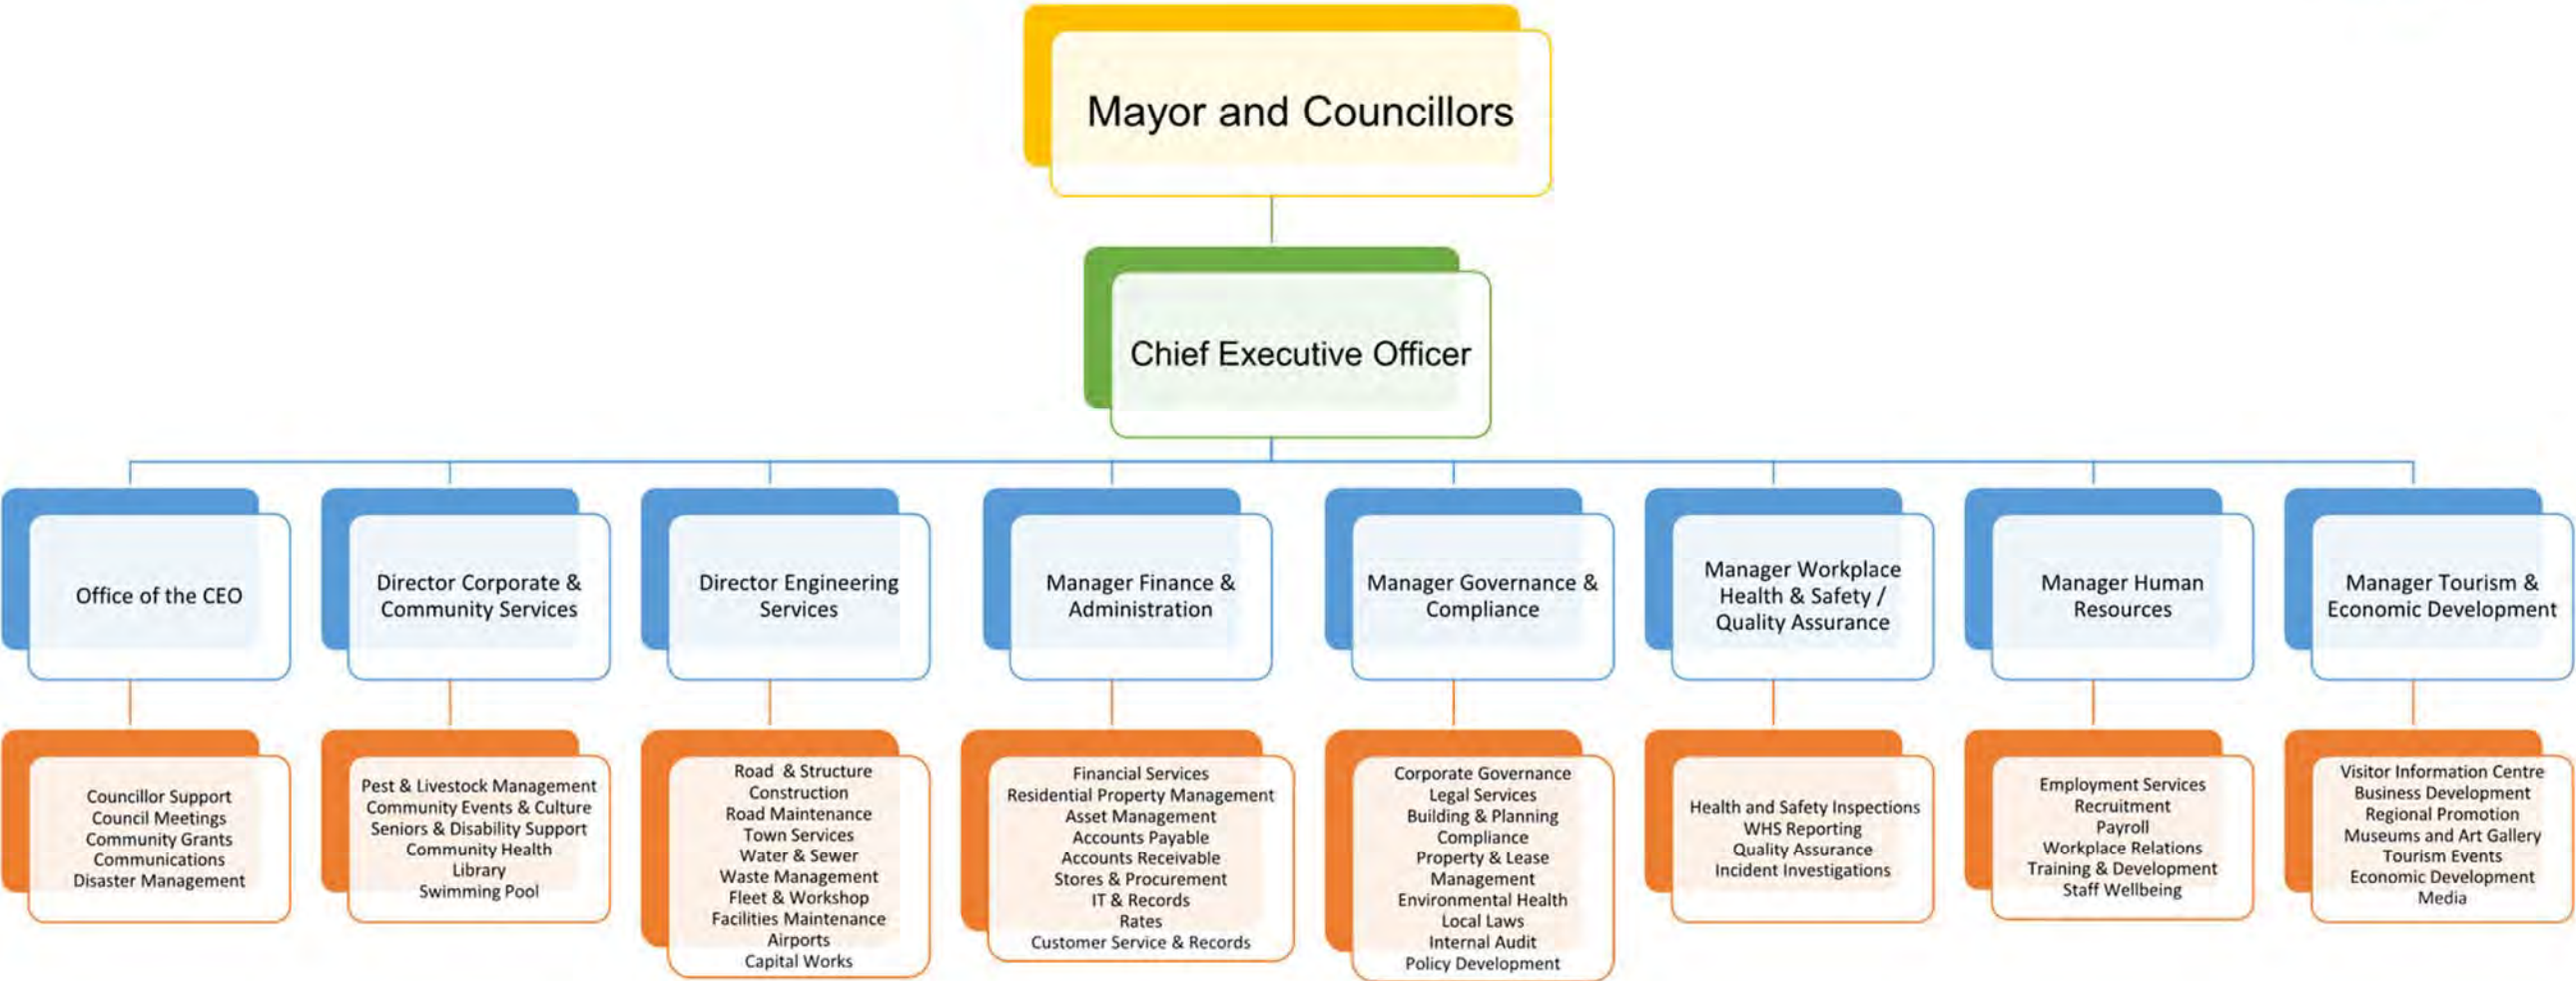 Mayor and Councillors
Chief Executive Officer
Office of the CEO
Director Corporate &
Community Services
Director Engineering
Services
Manager Finance &
Administration
Manager Governance &
Compliance
Manager Workplace
Health & Safety /
Quality Assurance
Manager Human
Resources
Manager Tourism &
Economic Development
Councillor Support
Council Meetings
Community Grants
Communications
Disaster Management
Pest & Livestock Management
Community Events & Culture
Seniors & Disability Support
Community Health
Library
Swimming Pool
Road & Structure
Construction
Road Maintenance
Town Services
Water & Sewer
Waste Management
Fleet & Workshop
Facilities Maintenance
Airports
Capital Works
Financial Services
Residential Property Management
Asset Management
Accounts Payable
Accounts Receivable
Stores & Procurement
IT & Records
Rates
Customer Service & Records
Corporate Governance
Legal Services
Building & Planning
Compliance
Property & Lease
Management
Environmental Health
Local Laws
Internal Audit
Policy Development
Health and Safety Inspections
WHS Reporting
Quality Assurance
Incident Investigations
Employment Services
Recruitment
Payroll
Workplace Relations
Training & Development
Staff Wellbeing
Visitor Information Centre
Business Development
Regional Promotion
Museums and Art Gallery
Tourism Events
Economic Development
Media